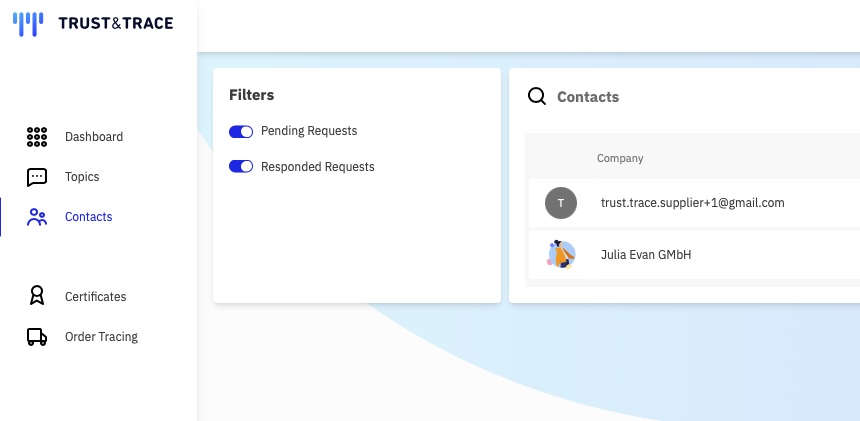 TRUST&TRACE
Dashboard
Topics
Contacts
Certificates
Order Tracing
Filters
Pending Requests
Responded Requests
Contacts
Company
T
trust.trace.supplier+1@gmail.com
Julia Evan GMbH